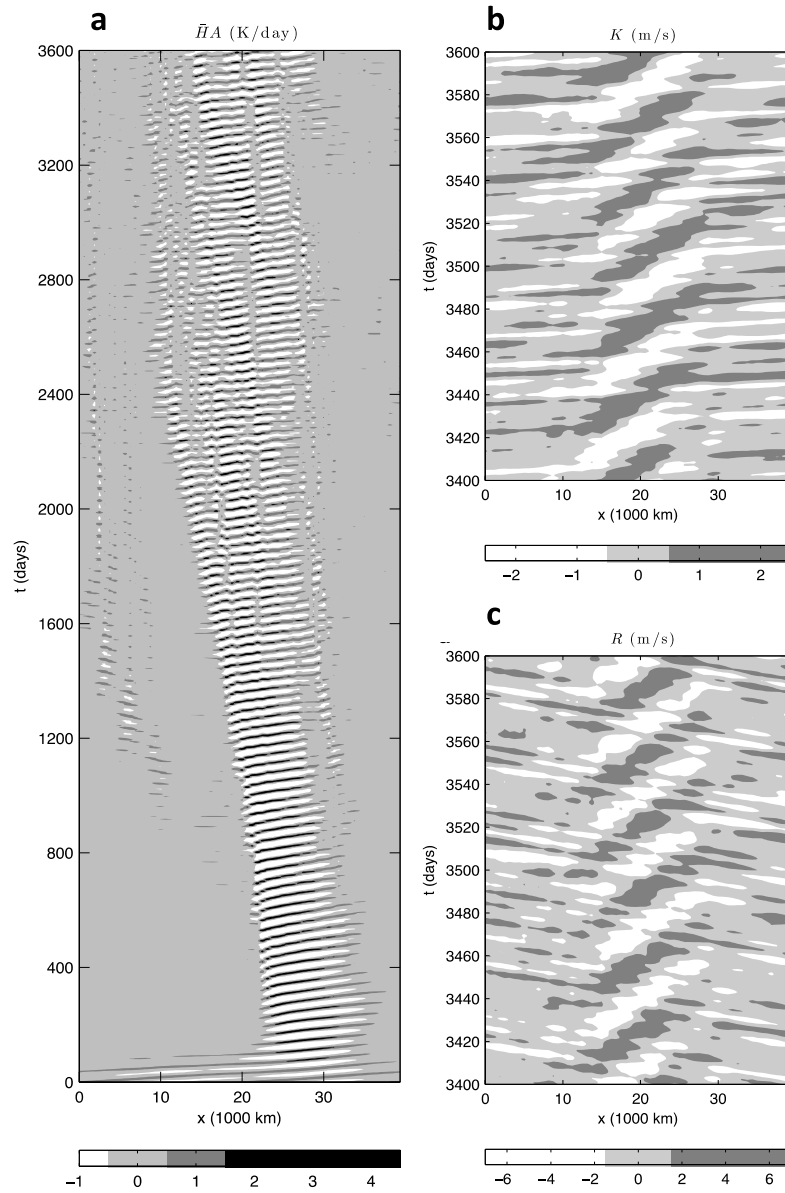 a
H̄A (K/day)
3600
3200
2800
2400
2000
1600
1200
800
400
0
t (days)
0 10 20 30
x (1000 km)
−1 0 1 2 3 4
b
K (m/s)
3600
3580
3560
3540
3520
3500
3480
3460
3440
3420
3400
t (days)
0 10 20 30
x (1000 km)
−2 −1 0 1 2
c
R (m/s)
3600
3580
3560
3540
3520
3500
3480
3460
3440
3420
3400
t (days)
0 10 20 30
x (1000 km)
−6 −4 −2 0 2 4 6